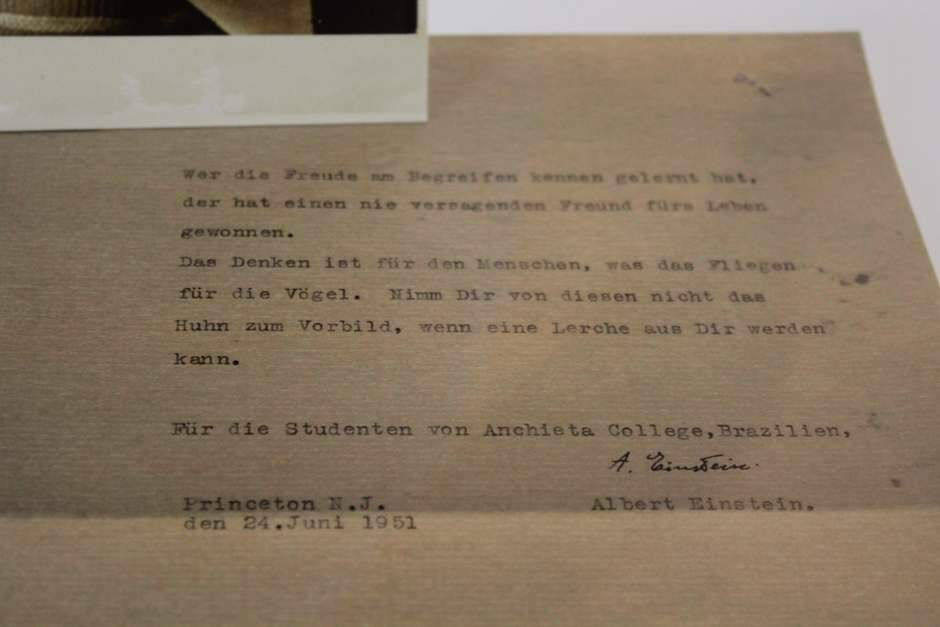 Wer die Freude am Begreifen kennen gelernt hat,
der hat einen nie versagenden Freund fürs Leben
gewonnen.
Das Denken ist für den Menschen, was das Fliegen
für die Vögel. Nimm Dir von diesen nicht das
Huhn zum Vorbild, wenn eine Lerche aus Dir werden
kann.
Für die Studenten von Anchieta College,Brazilien,
A. Einstein.
Princeton N.J. Albert Einstein.
den 24.Juni 1951